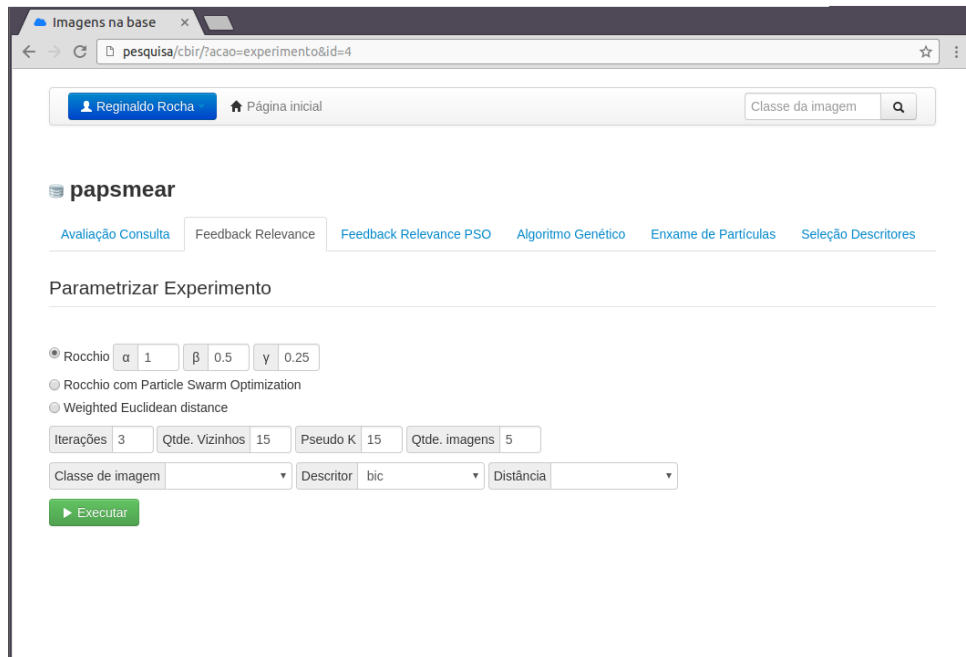 Imagens na base ×
pesquisa/cbir/?acao=experimento&id=4
Reginaldo Rocha Página inicial Classe da imagem
papsmear
Avaliação Consulta Feedback Relevance Feedback Relevance PSO Algoritmo Genético Enxame de Partículas Seleção Descritores
Parametrizar Experimento
Rocchio α 1 β 0.5 γ 0.25
Rocchio com Particle Swarm Optimization
Weighted Euclidean distance
Iterações 3 Qtde. Vizinhos 15 Pseudo K 15 Qtde. imagens 5
Classe de imagem Descritor bic Distância
Executar